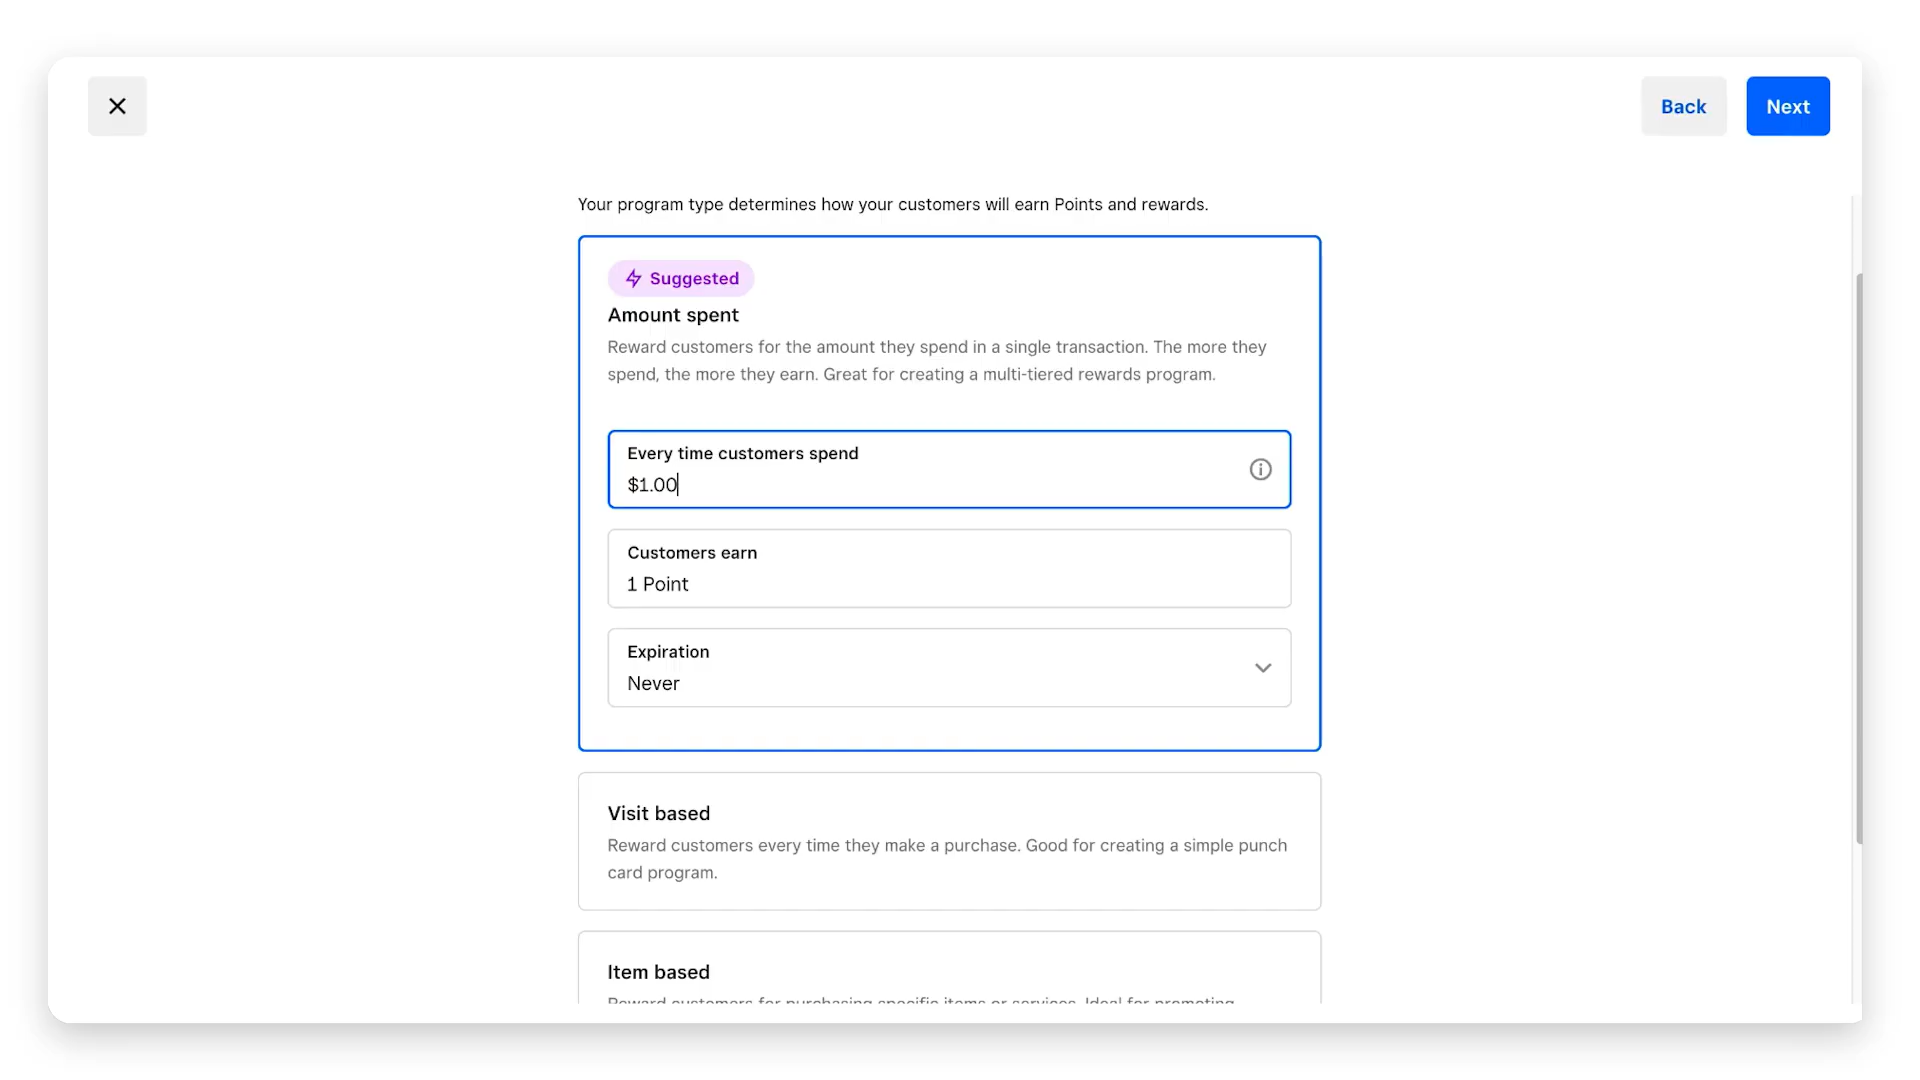 Back
Next
Your program type determines how your customers will earn Points and rewards.
Suggested
Amount spent
Reward customers for the amount they spend in a single transaction. The more they
spend, the more they earn. Great for creating a multi-tiered rewards program.
Every time customers spend
$1.00
Customers earn
1 Point
Expiration
Never
Visit based
Reward customers every time they make a purchase. Good for creating a simple punch
card program.
Item based
Reward customers for purchasing specific items or services. Ideal for promoting